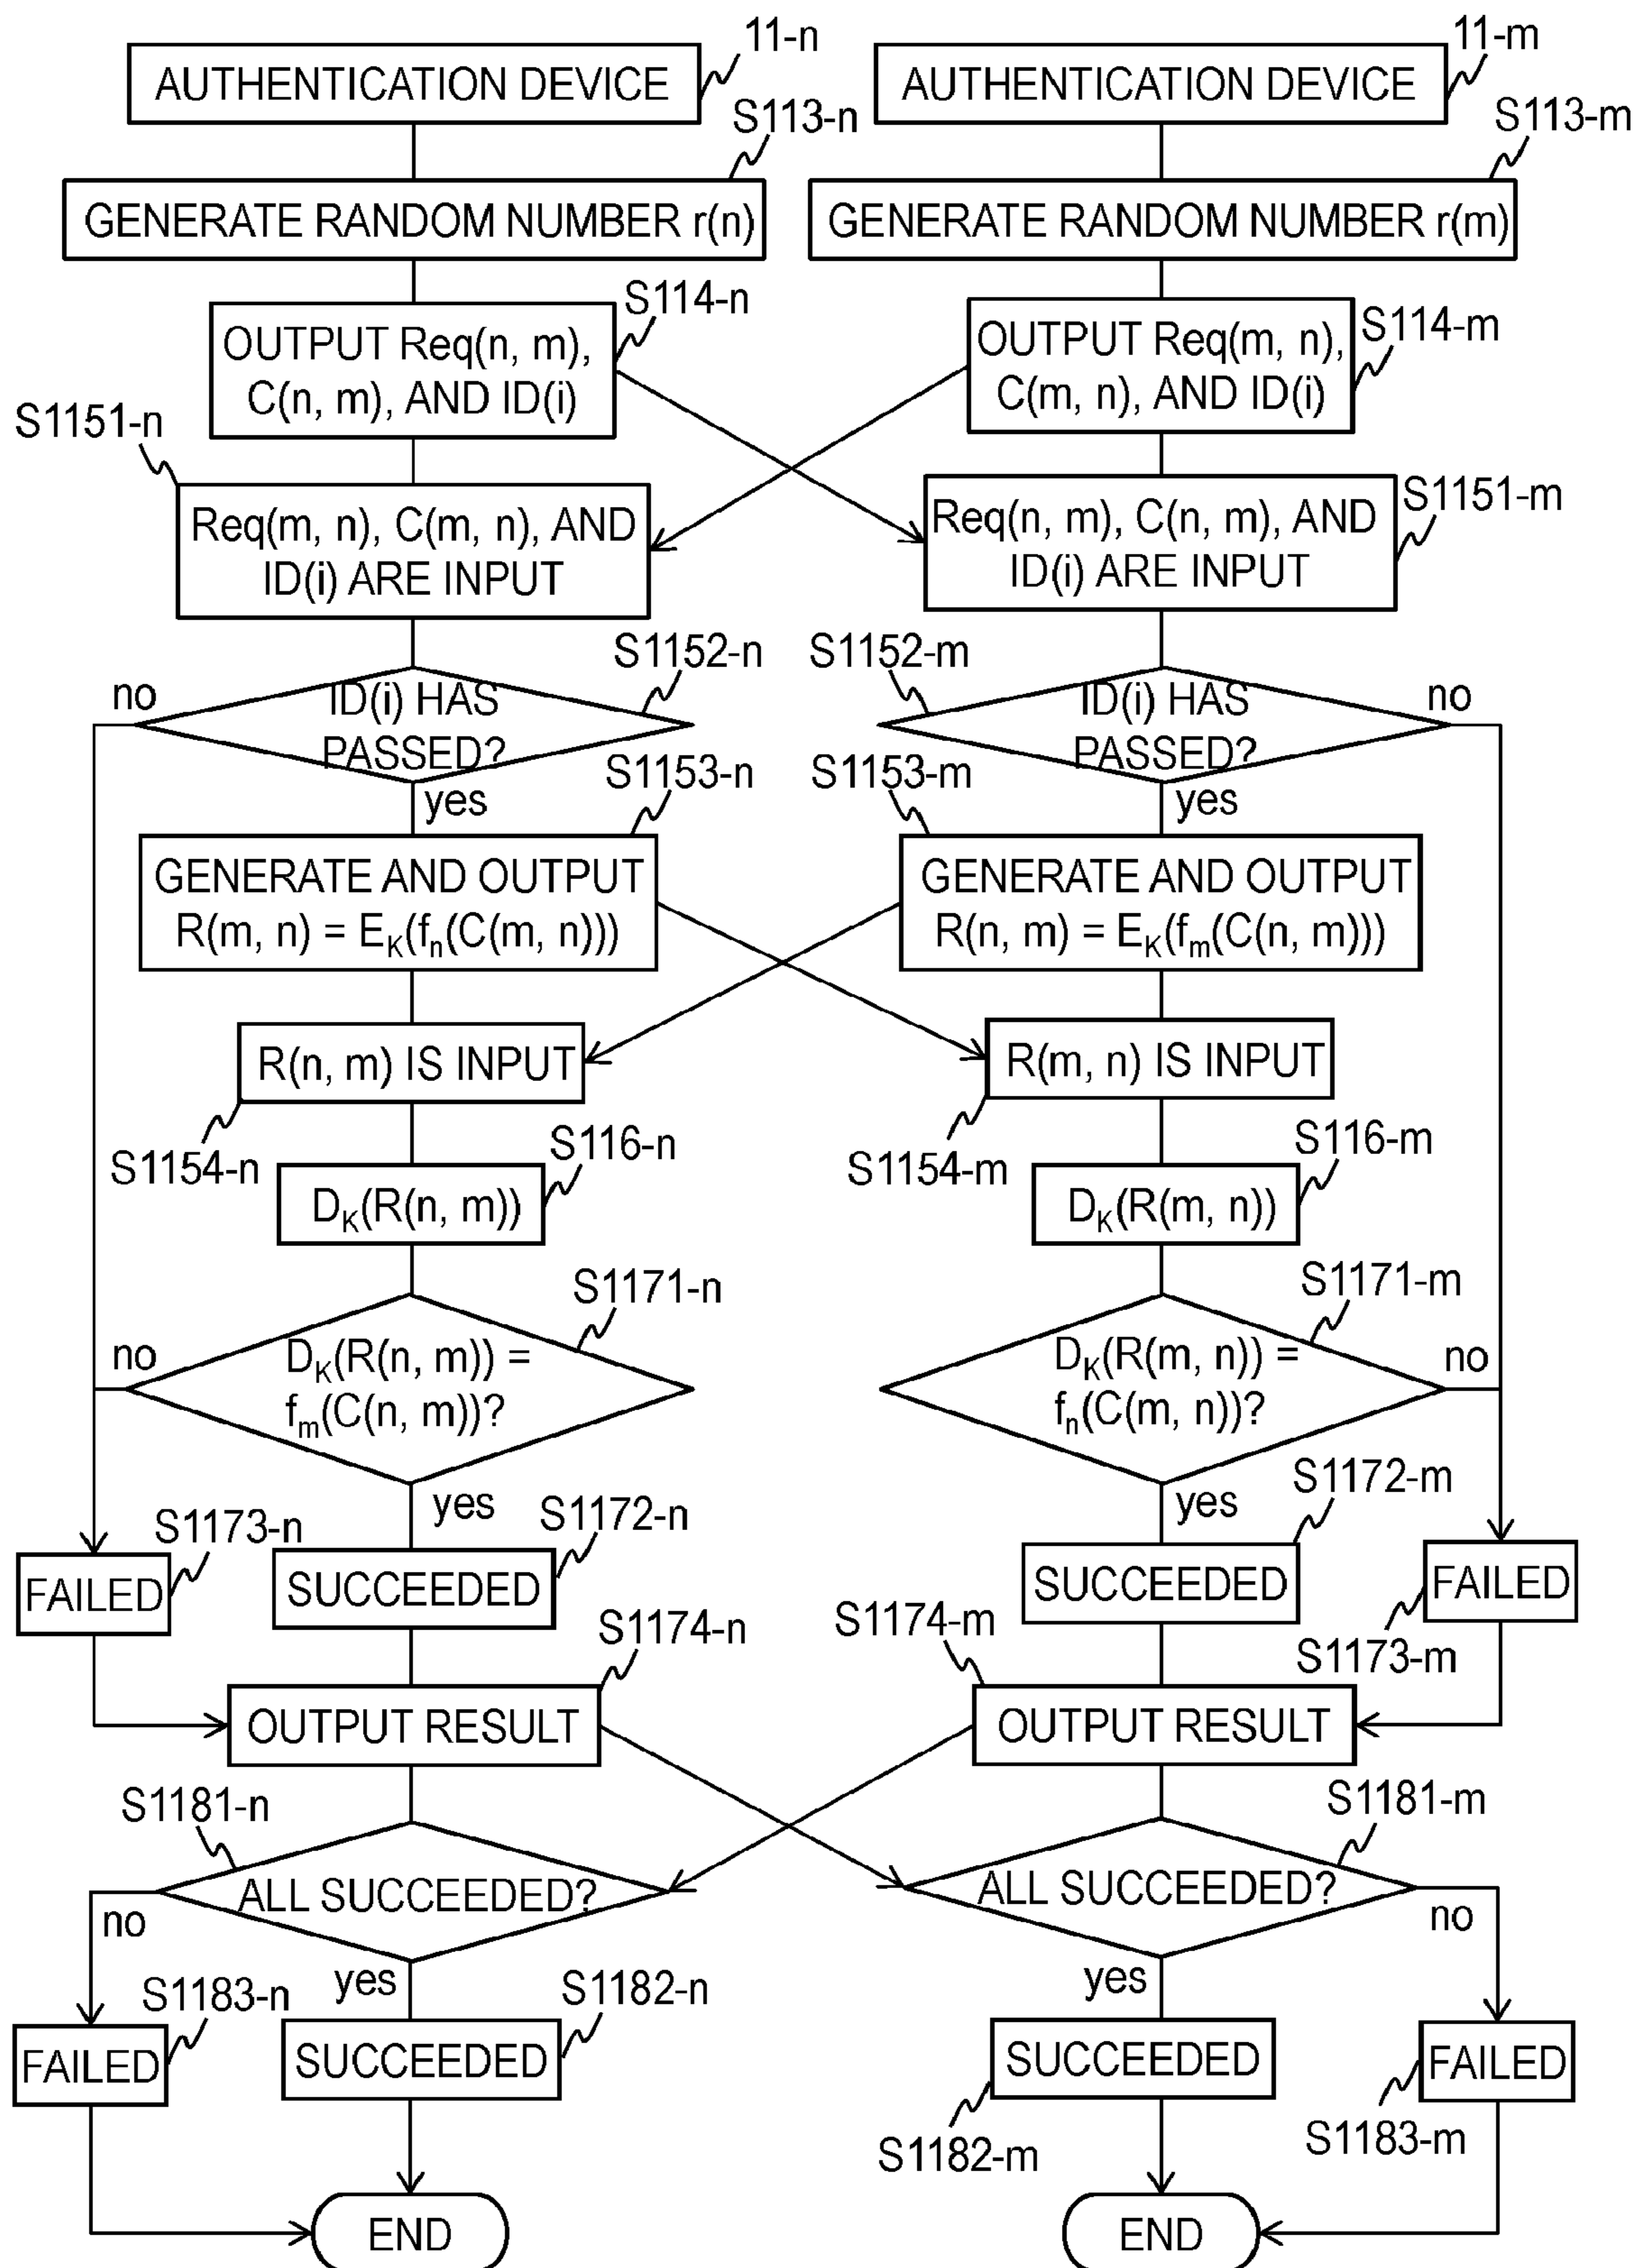 11-n
11-m
AUTHENTICATION DEVICE
AUTHENTICATION DEVICE
S113-n
S113-m
GENERATE RANDOM NUMBER r(n)
GENERATE RANDOM NUMBER r(m)
S114-n
S114-m
OUTPUT Req(n, m),
C(n, m), AND ID(i)
OUTPUT Req(m, n),
C(m, n), AND ID(i)
S1151-n
S1151-m
Req(m, n), C(m, n), AND
ID(i) ARE INPUT
Req(n, m), C(n, m), AND
ID(i) ARE INPUT
S1152-n
S1152-m
no
ID(i) HAS
PASSED?
ID(i) HAS
PASSED?
no
S1153-n
S1153-m
yes
yes
GENERATE AND OUTPUT
R(m, n) = EK(fn(C(m, n)))
GENERATE AND OUTPUT
R(n, m) = EK(fm(C(n, m)))
R(n, m) IS INPUT
R(m, n) IS INPUT
S1154-n
S116-n
S1154-m
S116-m
DK(R(n, m))
DK(R(m, n))
S1171-n
S1171-m
no
DK(R(n, m)) =
fm(C(n, m))?
DK(R(m, n)) =
fn(C(m, n))?
no
yes
yes
S1173-n
S1172-n
S1172-m
FAILED
SUCCEEDED
SUCCEEDED
FAILED
S1174-n
S1174-m
S1173-m
OUTPUT RESULT
OUTPUT RESULT
S1181-n
S1181-m
ALL SUCCEEDED?
ALL SUCCEEDED?
no
no
yes
yes
S1183-n
S1182-n
FAILED
SUCCEEDED
SUCCEEDED
FAILED
S1182-m
S1183-m
END
END